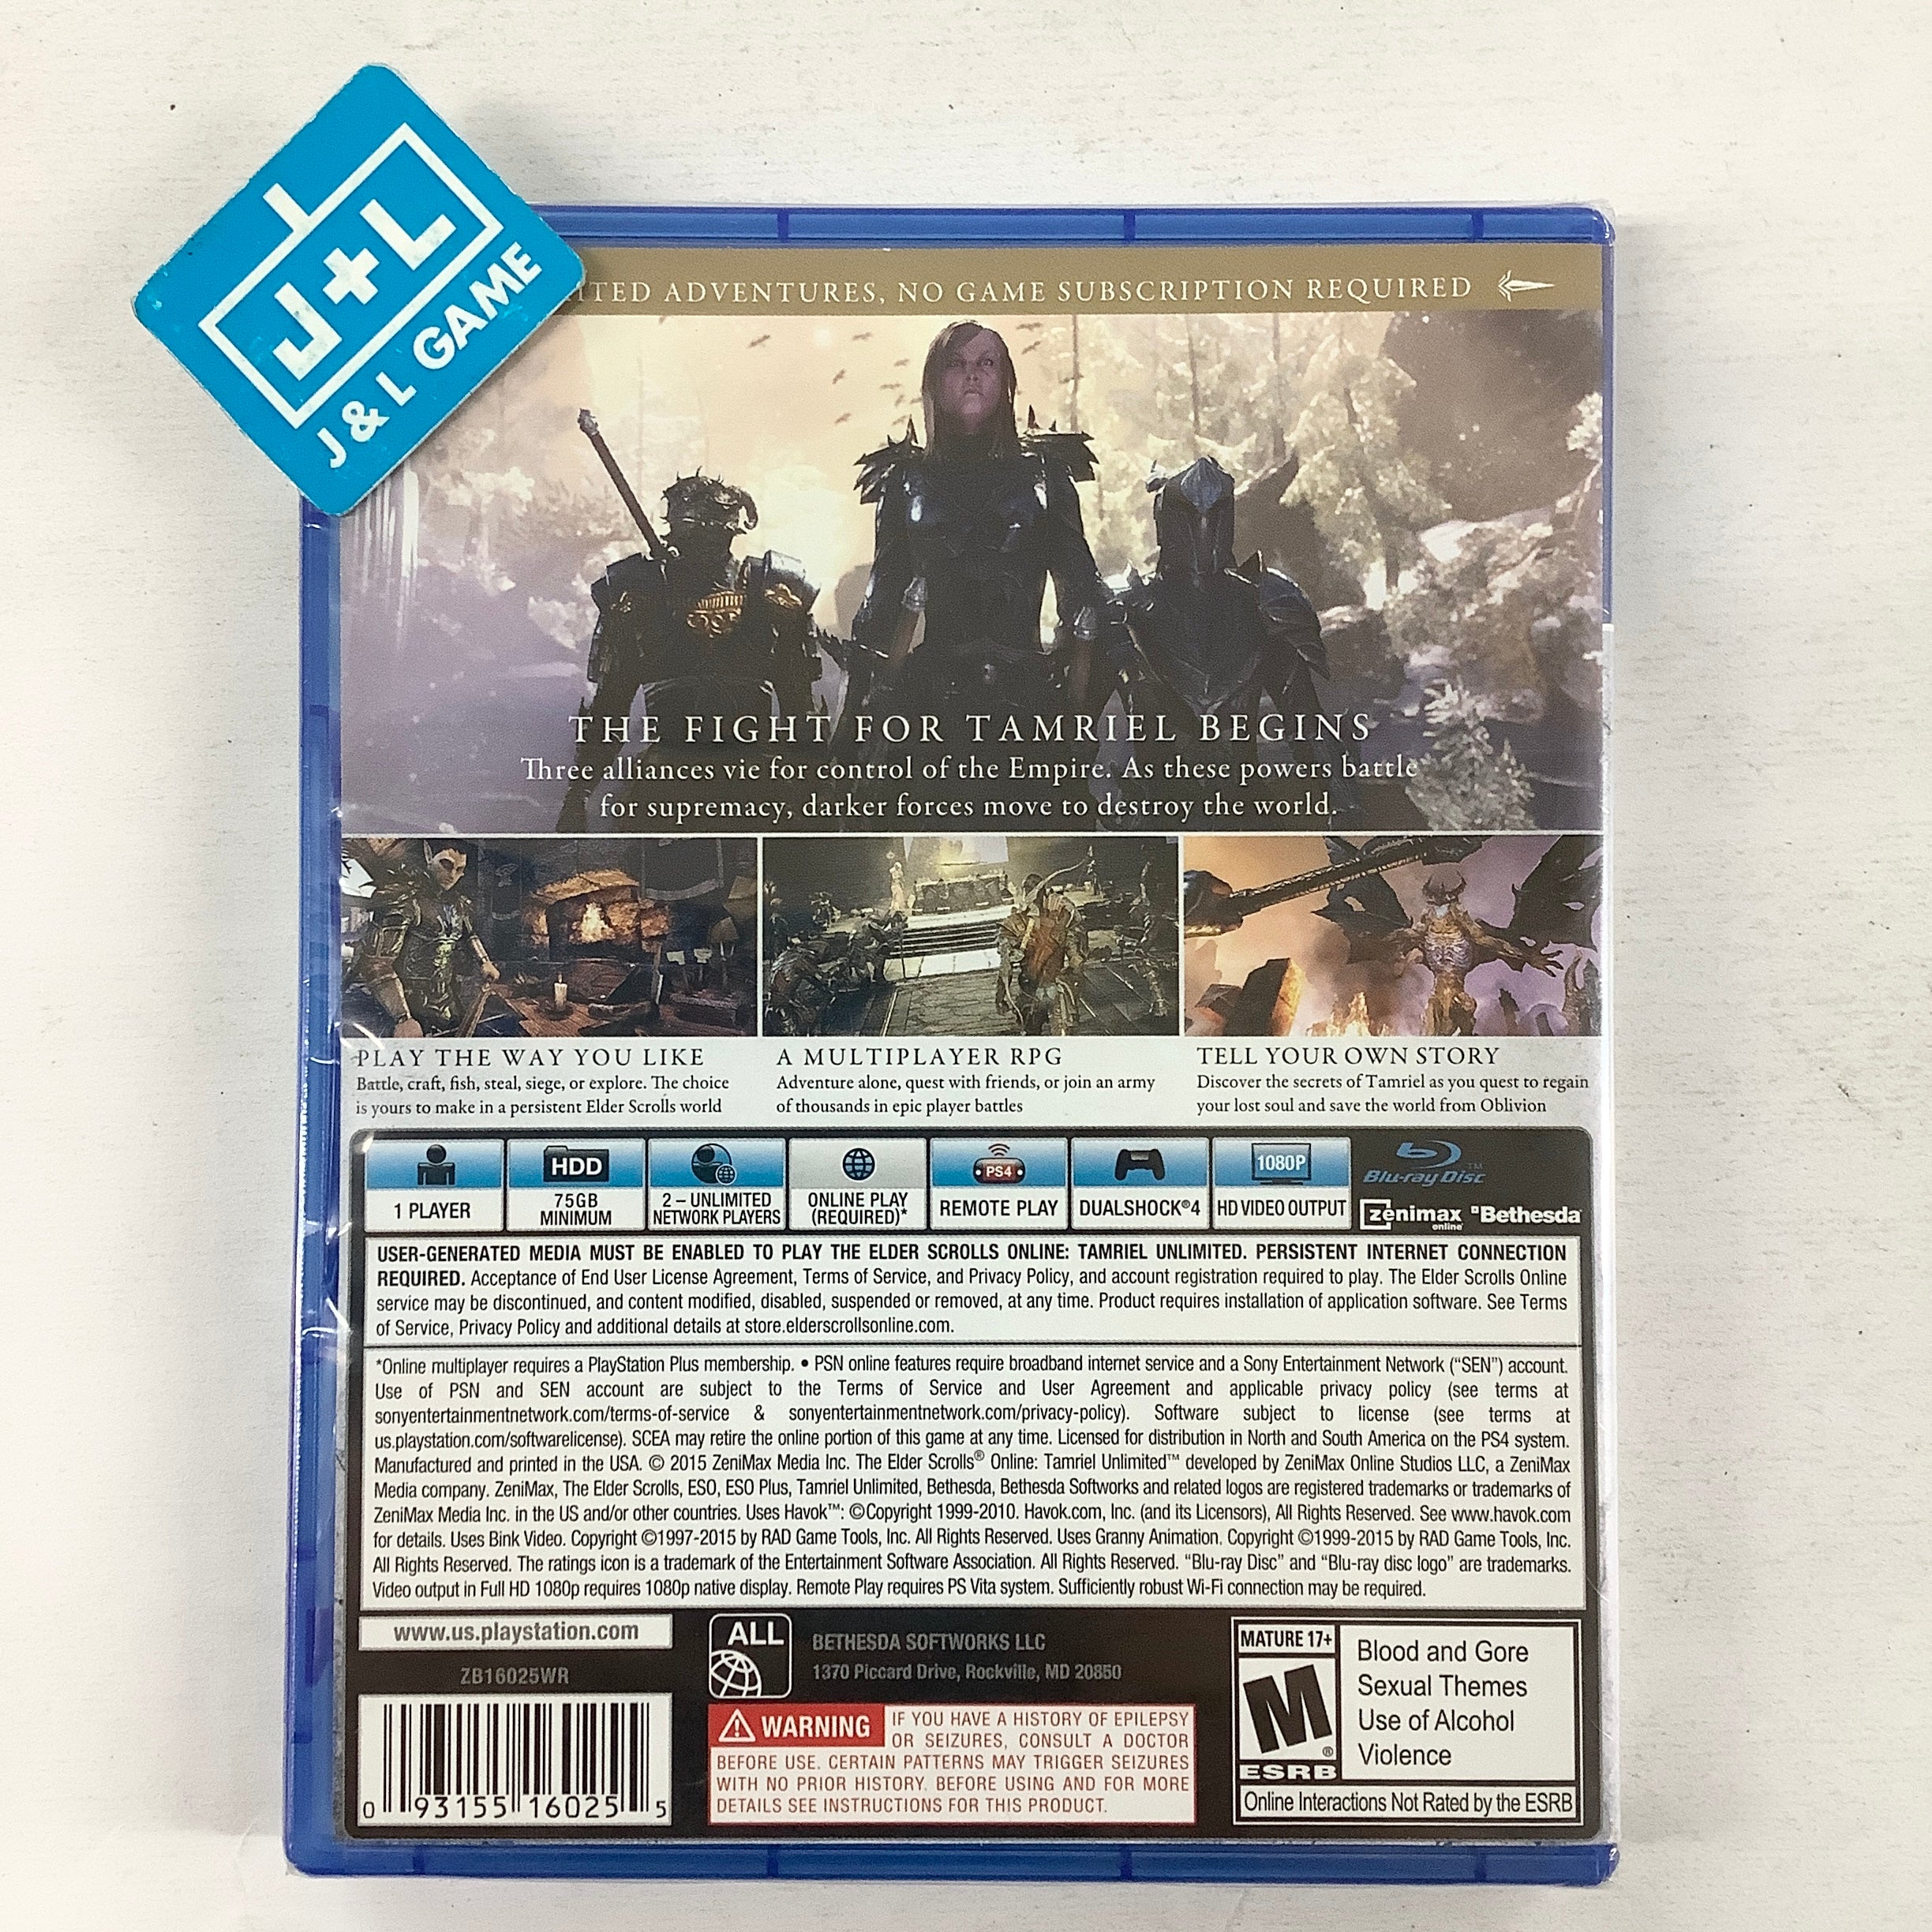 J+L
J & L GAME
ADVENTURES, NO GAME SUBSCRIPTION REQUIRED
THE FIGHT FOR TAMRIEL BEGINS
Three alliances vie for control of the Empire. As these powers battle
for supremacy, darker forces move to destroy the world.
PLAY THE WAY YOU LIKE
Battle, craft, fish, steal, siege, or explore. The choice
is yours to make in a persistent Elder Scrolls world
A MULTIPLAYER RPG
Adventure alone, quest with friends, or join an army
of thousands in epic player battles
TELL YOUR OWN STORY
Discover the secrets of Tamriel as you quest to regain
your lost soul and save the world from Oblivion
1 PLAYER
HDD
75GB
MINIMUM
2 – UNLIMITED
NETWORK PLAYERS
ONLINE PLAY
(REQUIRED)*
PS4
REMOTE PLAY
DUALSHOCK®4
1080P
HD VIDEO OUTPUT
Blu-ray Disc™
zenimax online
Bethesda
USER-GENERATED MEDIA MUST BE ENABLED TO PLAY THE ELDER SCROLLS ONLINE: TAMRIEL UNLIMITED. PERSISTENT INTERNET CONNECTION
REQUIRED. Acceptance of End User License Agreement, Terms of Service, and Privacy Policy, and account registration required to play. The Elder Scrolls Online
service may be discontinued, and content modified, disabled, suspended or removed, at any time. Product requires installation of application software. See Terms
of Service, Privacy Policy and additional details at store.elderscrollsonline.com.
*Online multiplayer requires a PlayStation Plus membership. • PSN online features require broadband internet service and a Sony Entertainment Network (“SEN”) account.
Use of PSN and SEN account are subject to the Terms of Service and User Agreement and applicable privacy policy (see terms at
sonyentertainmentnetwork.com/terms-of-service & sonyentertainmentnetwork.com/privacy-policy). Software subject to license (see terms at
us.playstation.com/softwarelicense). SCEA may retire the online portion of this game at any time. Licensed for distribution in North and South America on the PS4 system.
Manufactured and printed in the USA. © 2015 ZeniMax Media Inc. The Elder Scrolls® Online: Tamriel Unlimited™ developed by ZeniMax Online Studios LLC, a ZeniMax
Media company. ZeniMax, The Elder Scrolls, ESO, ESO Plus, Tamriel Unlimited, Bethesda, Bethesda Softworks and related logos are registered trademarks or trademarks of
ZeniMax Media Inc. in the US and/or other countries. Uses Havok™: ©Copyright 1999-2010. Havok.com, Inc. (and its Licensors), All Rights Reserved. See www.havok.com
for details. Uses Bink Video. Copyright ©1997-2015 by RAD Game Tools, Inc. All Rights Reserved. Uses Granny Animation. Copyright ©1999-2015 by RAD Game Tools, Inc.
All Rights Reserved. The ratings icon is a trademark of the Entertainment Software Association. All Rights Reserved. “Blu-ray Disc” and “Blu-ray disc logo” are trademarks.
Video output in Full HD 1080p requires 1080p native display. Remote Play requires PS Vita system. Sufficiently robust Wi-Fi connection may be required.
www.us.playstation.com
ZB16025WR
0 93155 16025 5
ALL
BETHESDA SOFTWORKS LLC
1370 Piccard Drive, Rockville, MD 20850
WARNING IF YOU HAVE A HISTORY OF EPILEPSY
OR SEIZURES, CONSULT A DOCTOR
BEFORE USE. CERTAIN PATTERNS MAY TRIGGER SEIZURES
WITH NO PRIOR HISTORY. BEFORE USING AND FOR MORE
DETAILS SEE INSTRUCTIONS FOR THIS PRODUCT.
MATURE 17+
M®
ESRB
Blood and Gore
Sexual Themes
Use of Alcohol
Violence
Online Interactions Not Rated by the ESRB